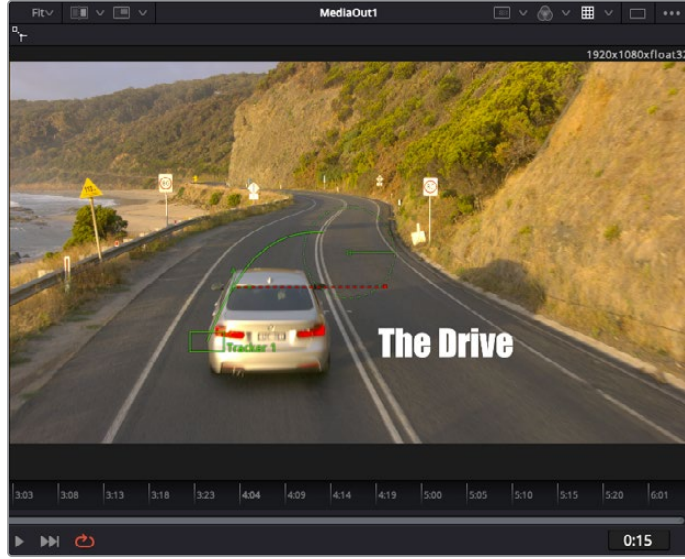 Fit MediaOut1
1920x1080xfloat32
Tracker 1
The Drive
3:03 3:08 3:13 3:18 3:23 4:04 4:09 4:14 4:19 5:00 5:05 5:10 5:15 5:20 6:01
0:15